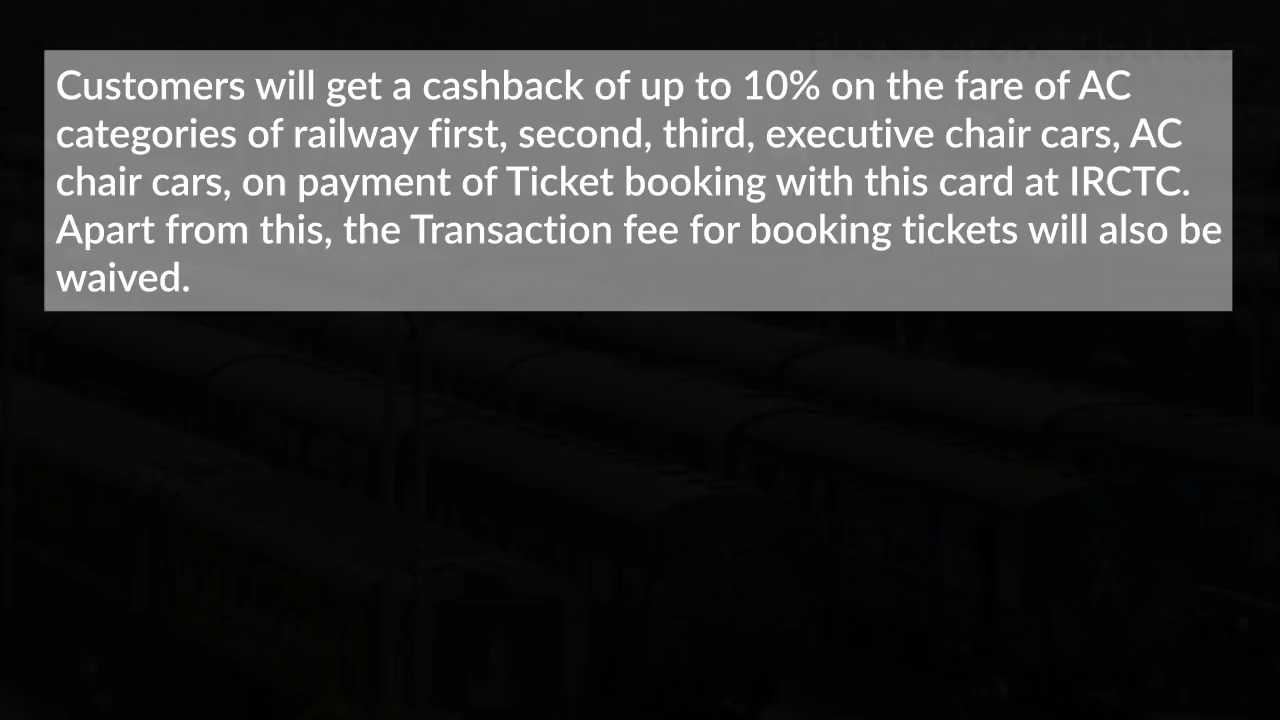 Customers will get a cashback of up to 10% on the fare of AC
categories of railway first, second, third, executive chair cars, AC
chair cars, on payment of Ticket booking with this card at IRCTC.
Apart from this, the Transaction fee for booking tickets will also be
waived.